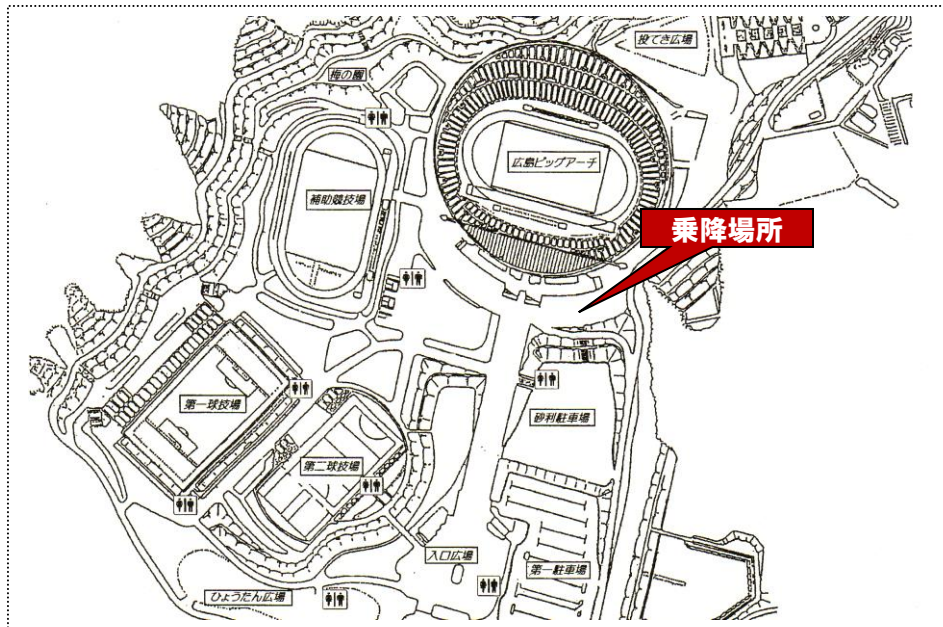 投てき広場
梅の園
広島ビッグアーチ
補助競技場
乗降場所
第一球技場
砂利駐車場
第二球技場
入口広場
第一駐車場
ひょうたん広場